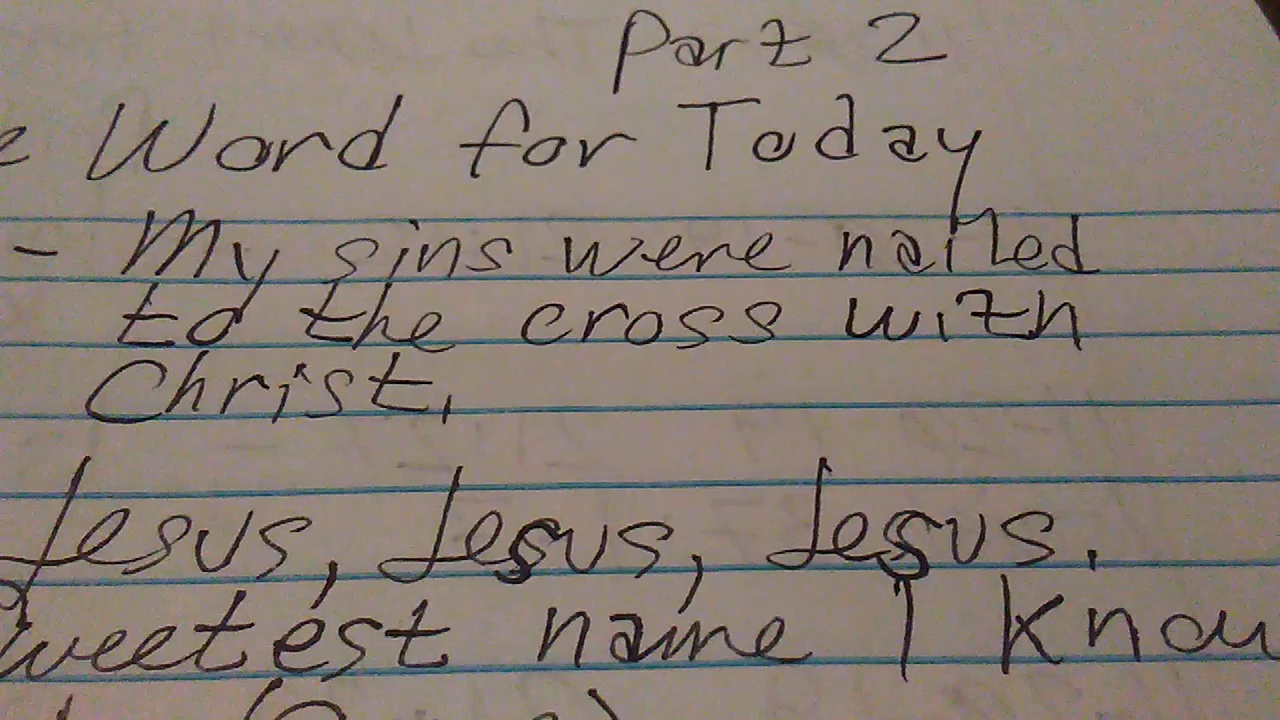 Part 2
e Word for Today
- My sins were nailed
to the cross with
Christ.
Jesus, Jesus, Jesus.
Sweetest name I know